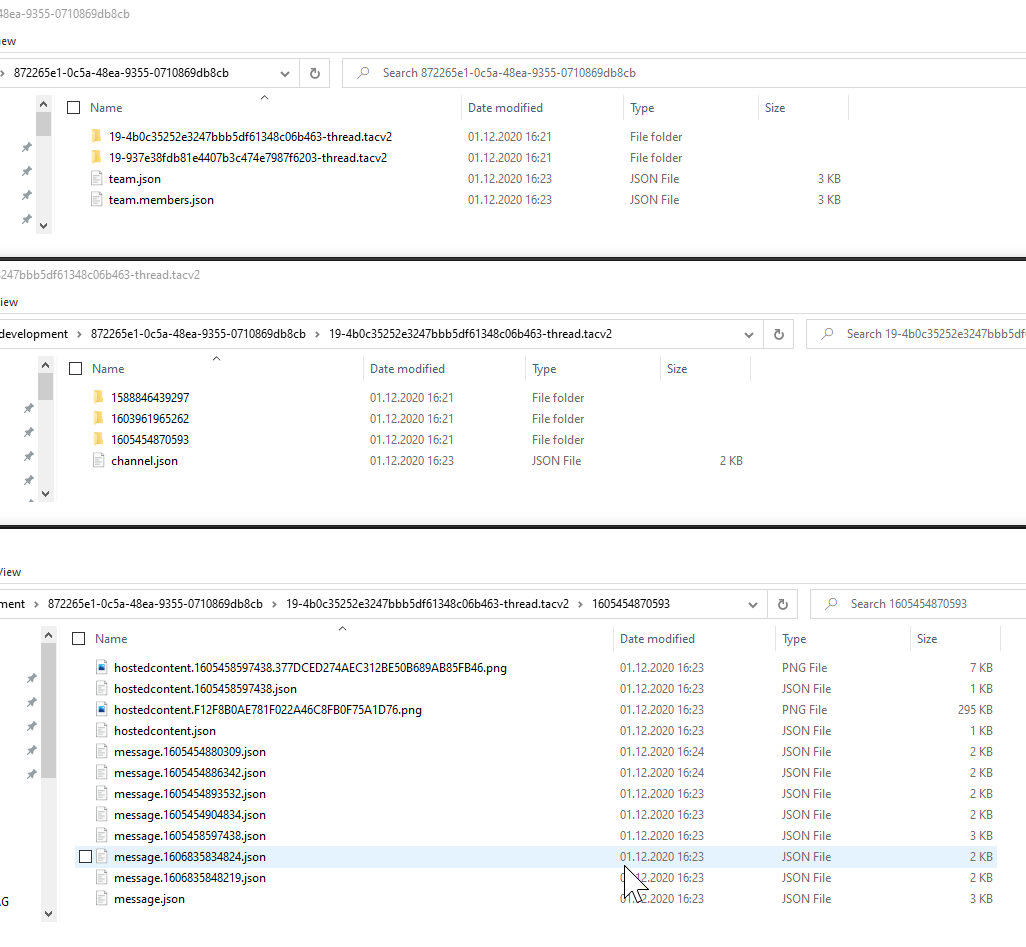 48ea-9355-0710869db8cb
ew
872265e1-0c5a-48ea-9355-0710869db8cb Search 872265e1-0c5a-48ea-9355-0710869db8cb
Name Date modified Type Size
19-4b0c35252e3247bbb5df61348c06b463-thread.tacv2 01.12.2020 16:21 File folder
19-937e38fdb81e4407b3c474e7987f6203-thread.tacv2 01.12.2020 16:21 File folder
team.json 01.12.2020 16:23 JSON File 3 KB
team.members.json 01.12.2020 16:23 JSON File 3 KB
247bbb5df61348c06b463-thread.tacv2
iew
development 872265e1-0c5a-48ea-9355-0710869db8cb 19-4b0c35252e3247bbb5df61348c06b463-thread.tacv2 Search 19-4b0c35252e3247bbb5df
Name Date modified Type Size
1588846439297 01.12.2020 16:21 File folder
1603961965262 01.12.2020 16:21 File folder
1605454870593 01.12.2020 16:21 File folder
channel.json 01.12.2020 16:23 JSON File 2 KB
View
ment 872265e1-0c5a-48ea-9355-0710869db8cb 19-4b0c35252e3247bbb5df61348c06b463-thread.tacv2 1605454870593 Search 1605454870593
Name Date modified Type Size
hostedcontent.1605458597438.377DCED274AEC312BE50B689AB85FB46.png 01.12.2020 16:23 PNG File 7 KB
hostedcontent.1605458597438.json 01.12.2020 16:23 JSON File 1 KB
hostedcontent.F12F8B0AE781F022A46C8FB0F75A1D76.png 01.12.2020 16:23 PNG File 295 KB
hostedcontent.json 01.12.2020 16:23 JSON File 1 KB
message.1605454880309.json 01.12.2020 16:24 JSON File 2 KB
message.1605454886342.json 01.12.2020 16:24 JSON File 2 KB
message.1605454893532.json 01.12.2020 16:23 JSON File 2 KB
message.1605454904834.json 01.12.2020 16:23 JSON File 2 KB
message.1605458597438.json 01.12.2020 16:23 JSON File 3 KB
message.1606835834824.json 01.12.2020 16:23 JSON File 2 KB
message.1606835848219.json 01.12.2020 16:23 JSON File 2 KB
message.json 01.12.2020 16:23 JSON File 3 KB
G